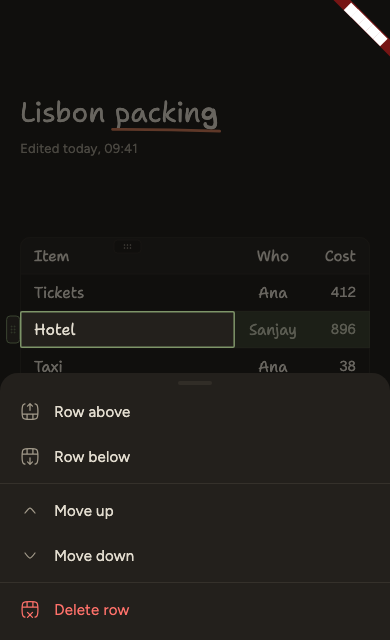 Lisbon packing
Edited today, 09:41
Item Who Cost
Tickets Ana 412
Hotel Sanjay 896
Taxi Ana 38
Row above
Row below
Move up
Move down
Delete row